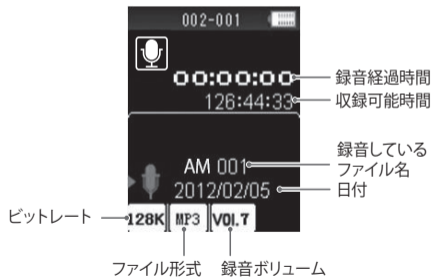 002-001
00:00:00
録音経過時間
126:44:33
収録可能時間
録音している
ファイル名
AM 001
2012/02/05
日付
ビットレート
128K
MP3
VOl.7
ファイル形式
録音ボリューム